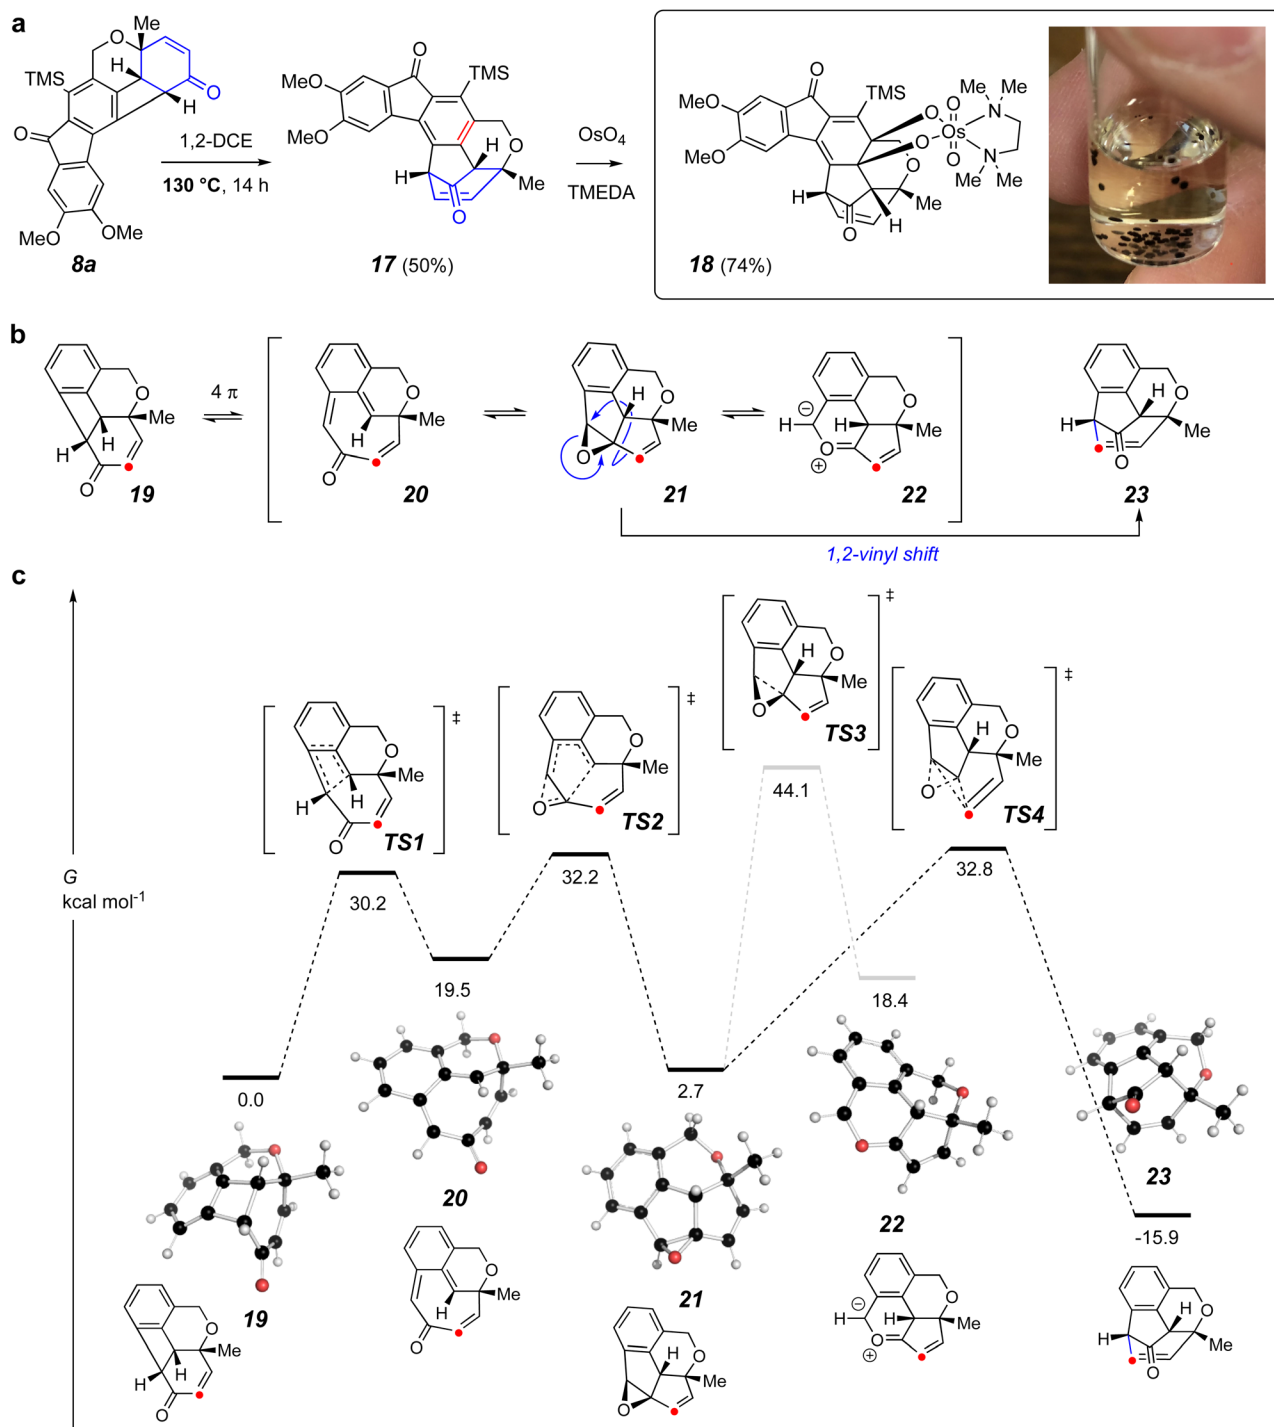 a
Me
O
H
TMS
O
H
O
MeO
OMe
8a
1,2-DCE
130 °C, 14 h
O
MeO
MeO
TMS
H
O
H
Me
O
17 (50%)
OsO4
TMEDA
O
MeO
MeO
TMS
O
O
O
Os
O
Me
Me
N
N
Me
Me
O
H
Me
O
H
18 (74%)
b
O
Me
H
H
O
19
4 π
O
Me
H
O
20
O
H
Me
O
21
O
⊖
H
H
Me
O
⊕
22
O
H
H
Me
O
23
1,2-vinyl shift
c
G
kcal mol-1
‡
O
Me
H
H
O
TS1
30.2
‡
O
Me
O
TS2
32.2
‡
H
O
Me
O
TS3
44.1
‡
H
O
Me
O
TS4
32.8
0.0
19.5
2.7
18.4
-15.9
19
O
Me
H
H
O
20
O
Me
H
O
21
H
O
Me
O
22
⊖
H
H
O
Me
O
⊕
23
H
H
O
Me
O